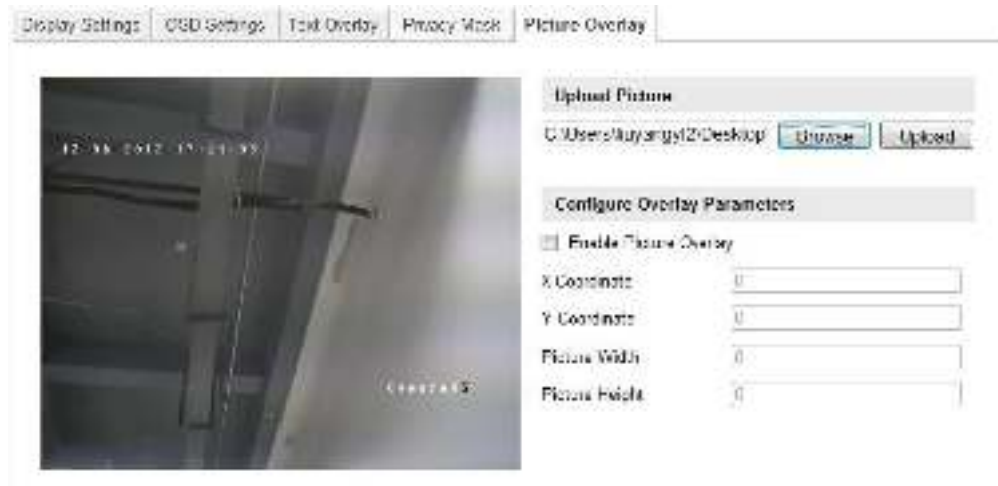 Display Settings OSD Settings Text Overlay Privacy Mask Picture Overlay
Upload Picture
Browse Upload
Configure Overlay Parameters
Enable Picture Overlay
X Coordinate 0
Y Coordinate 0
Picture Width 0
Picture Height 0